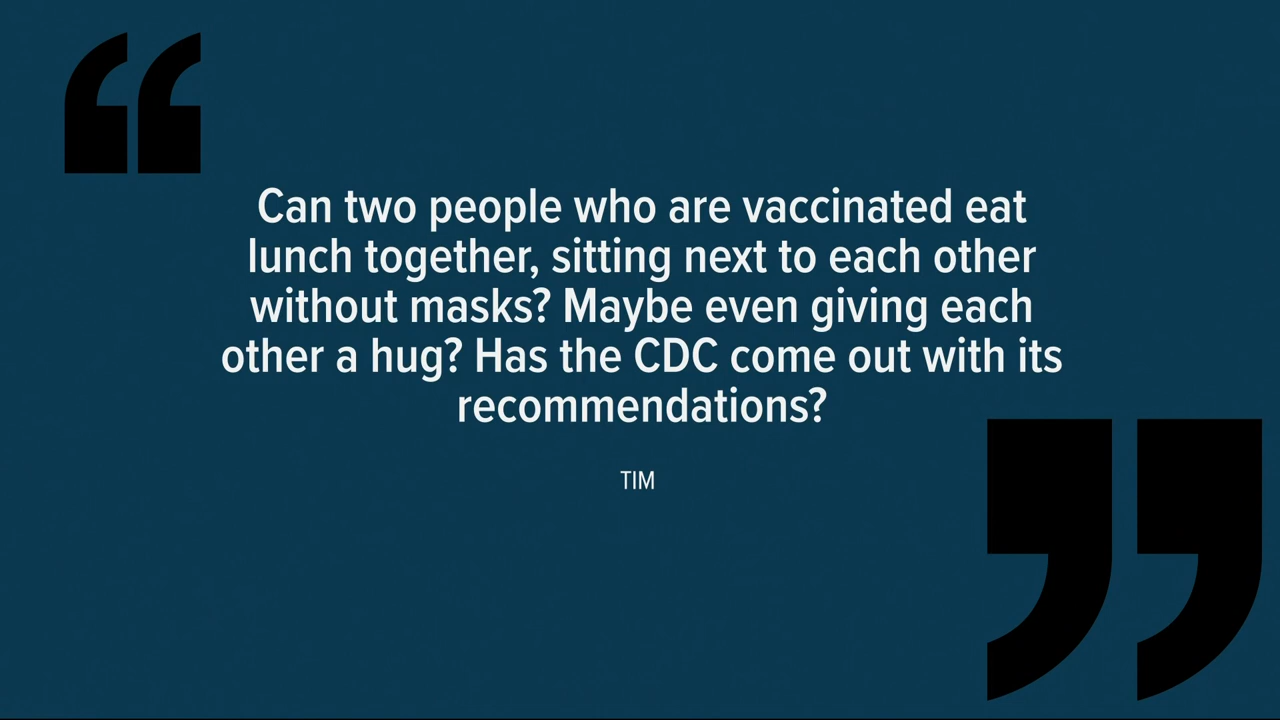 Can two people who are vaccinated eat
lunch together, sitting next to each other
without masks? Maybe even giving each
other a hug? Has the CDC come out with its
recommendations?
TIM